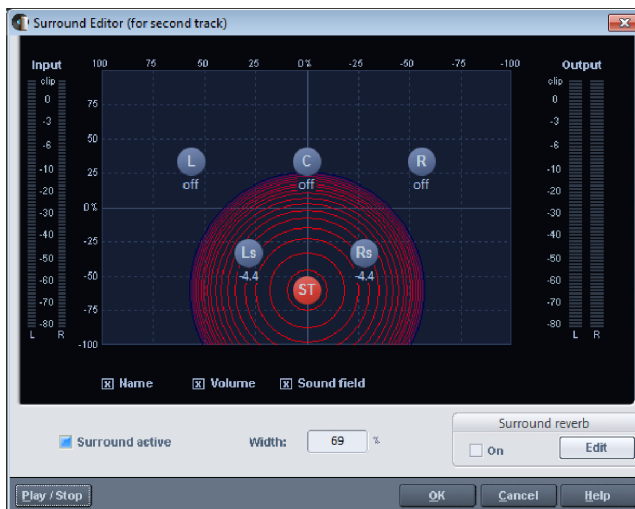 Surround Editor (for second track)
Input 100 75 50 25 0% -25 -50 -75 -100 Output
clip clip
0 75 0
-3 -3
-6 50 -6
L C R
-10 25 off off off -10
-20 -20
-30 0% -30
-40 -25 -40
Ls Rs
-50 -4.4 -4.4 -50
-60 -50 ST -60
-70 -75 -70
-80 -100 -80
L R L R
x Name x Volume x Sound field
Surround active Width: 69 %
Surround reverb
On Edit
Play / Stop OK Cancel Help